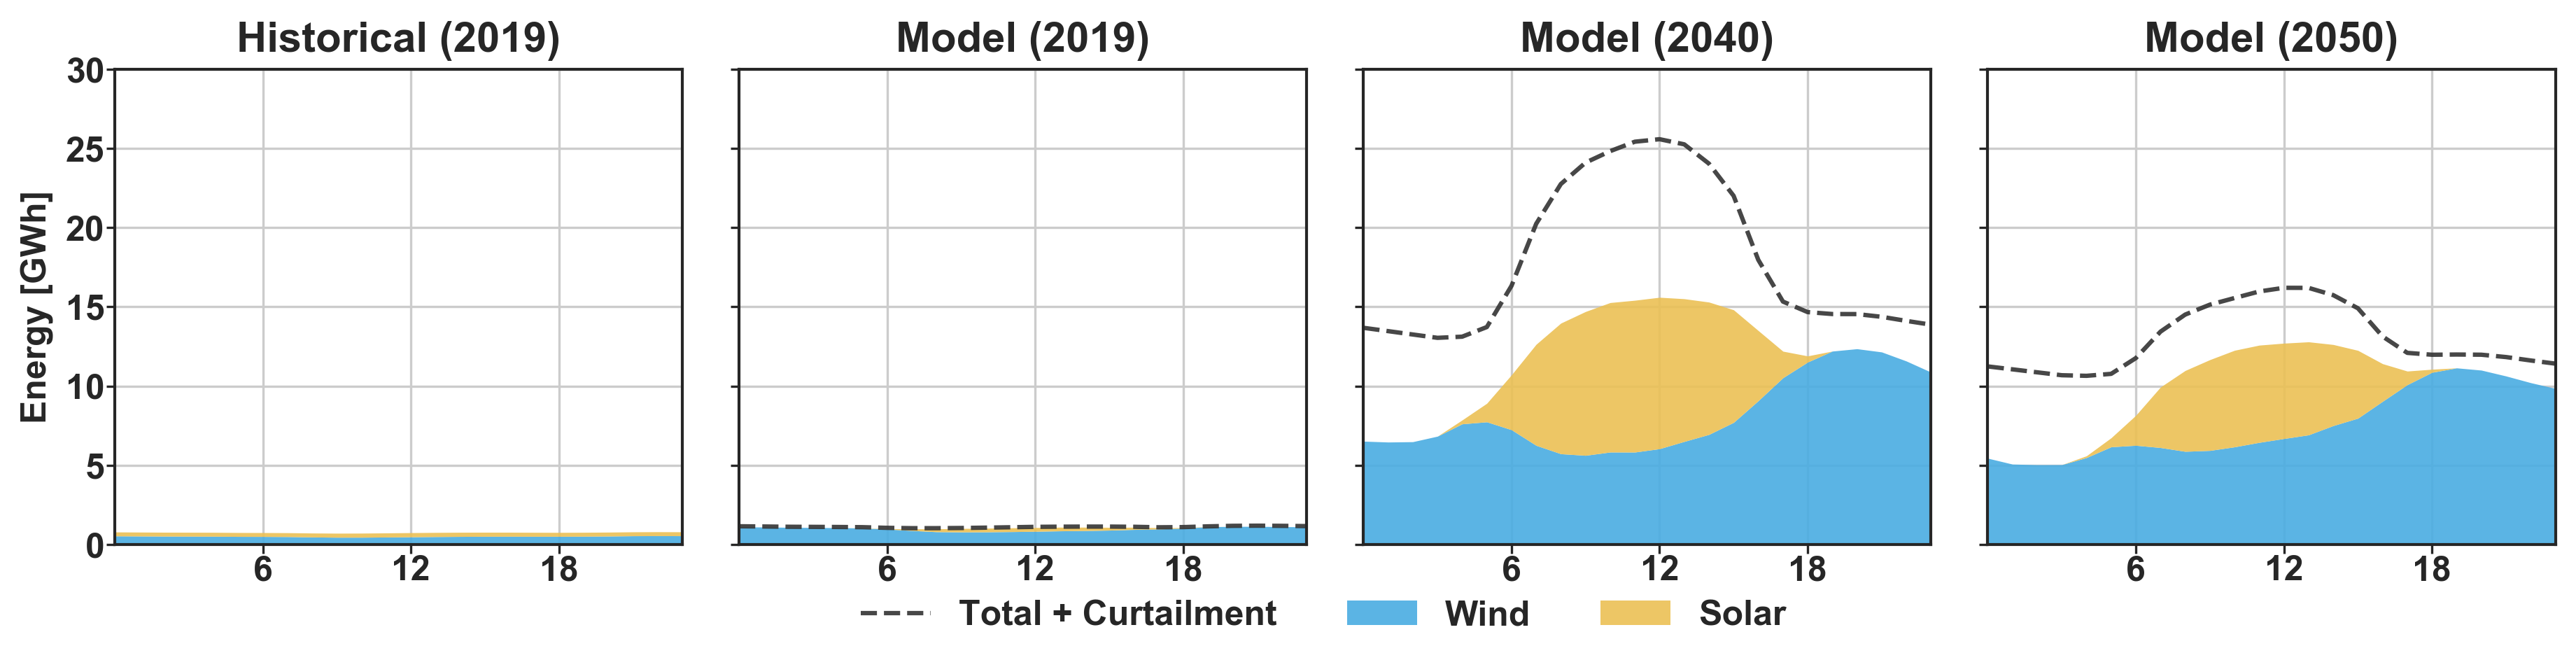 Historical (2019)
Model (2019)
Model (2040)
Model (2050)
Energy [GWh]
30
25
20
15
10
5
0
6 12 18
6 12 18
6 12 18
6 12 18
Total + Curtailment
Wind
Solar